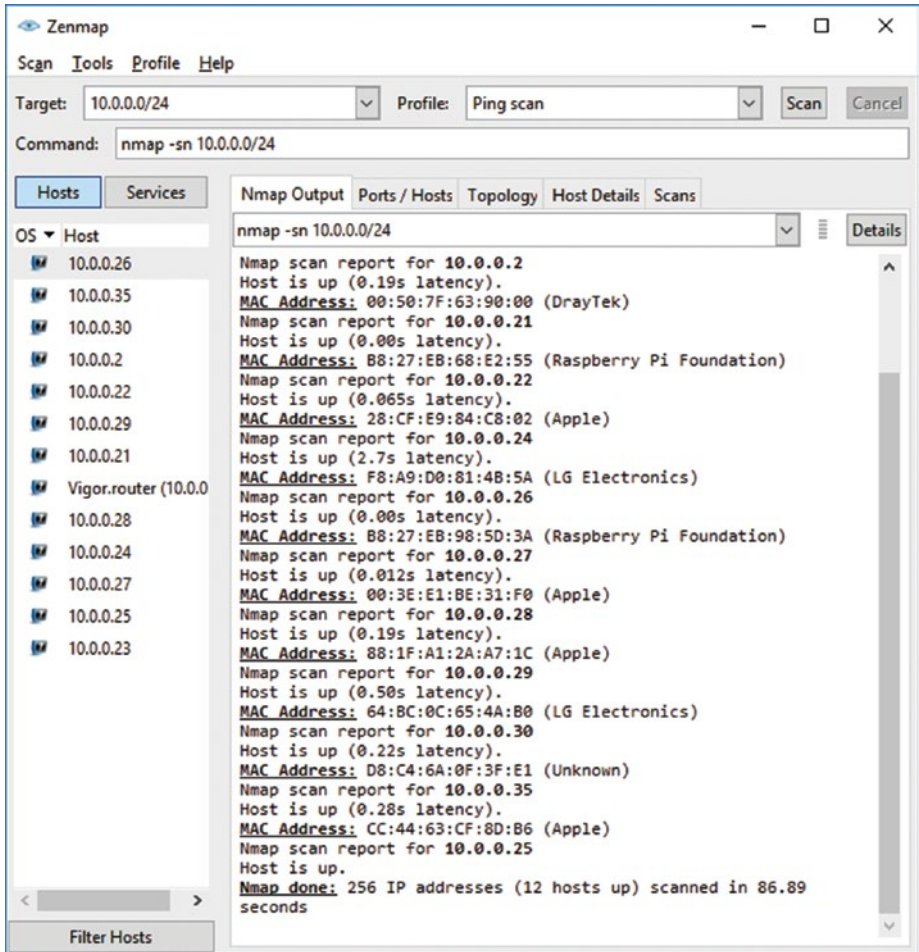 Zenmap
Scan Tools Profile Help
Target: 10.0.0.0/24 Profile: Ping scan Scan Cancel
Command: nmap -sn 10.0.0.0/24
Hosts Services
Nmap Output Ports / Hosts Topology Host Details Scans
OS Host
nmap -sn 10.0.0.0/24 Details
10.0.0.26
10.0.0.35
10.0.0.30
10.0.0.2
10.0.0.22
10.0.0.29
10.0.0.21
Vigor.router (10.0.0
10.0.0.28
10.0.0.24
10.0.0.27
10.0.0.25
10.0.0.23
Filter Hosts
Nmap scan report for 10.0.0.2
Host is up (0.19s latency).
MAC Address: 00:50:7F:63:90:00 (DrayTek)
Nmap scan report for 10.0.0.21
Host is up (0.00s latency).
MAC Address: B8:27:EB:68:E2:55 (Raspberry Pi Foundation)
Nmap scan report for 10.0.0.22
Host is up (0.065s latency).
MAC Address: 28:CF:E9:84:C8:02 (Apple)
Nmap scan report for 10.0.0.24
Host is up (2.7s latency).
MAC Address: F8:A9:D0:81:4B:5A (LG Electronics)
Nmap scan report for 10.0.0.26
Host is up (0.00s latency).
MAC Address: B8:27:EB:98:5D:3A (Raspberry Pi Foundation)
Nmap scan report for 10.0.0.27
Host is up (0.012s latency).
MAC Address: 00:3E:E1:BE:31:F0 (Apple)
Nmap scan report for 10.0.0.28
Host is up (0.19s latency).
MAC Address: 88:1F:A1:2A:A7:1C (Apple)
Nmap scan report for 10.0.0.29
Host is up (0.50s latency).
MAC Address: 64:BC:0C:65:4A:B0 (LG Electronics)
Nmap scan report for 10.0.0.30
Host is up (0.22s latency).
MAC Address: D8:C4:6A:0F:3F:E1 (Unknown)
Nmap scan report for 10.0.0.35
Host is up (0.28s latency).
MAC Address: CC:44:63:CF:8D:B6 (Apple)
Nmap scan report for 10.0.0.25
Host is up.
Nmap done: 256 IP addresses (12 hosts up) scanned in 86.89
seconds